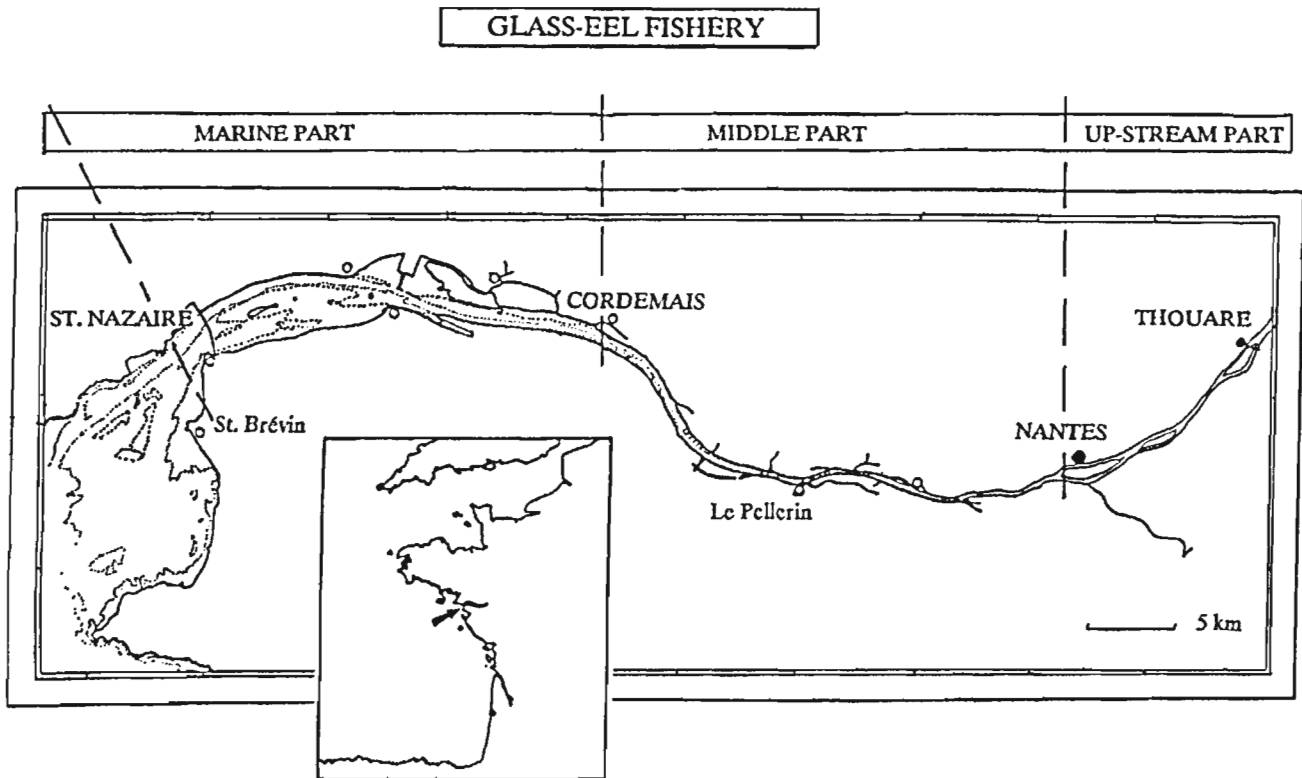 GLASS-EEL FISHERY
MARINE PART
MIDDLE PART
UP-STREAM PART
CORDEMAIS
ST. NAZAIRE
THOUARE
St. Brévin
NANTES
Le Pellerin
5 km